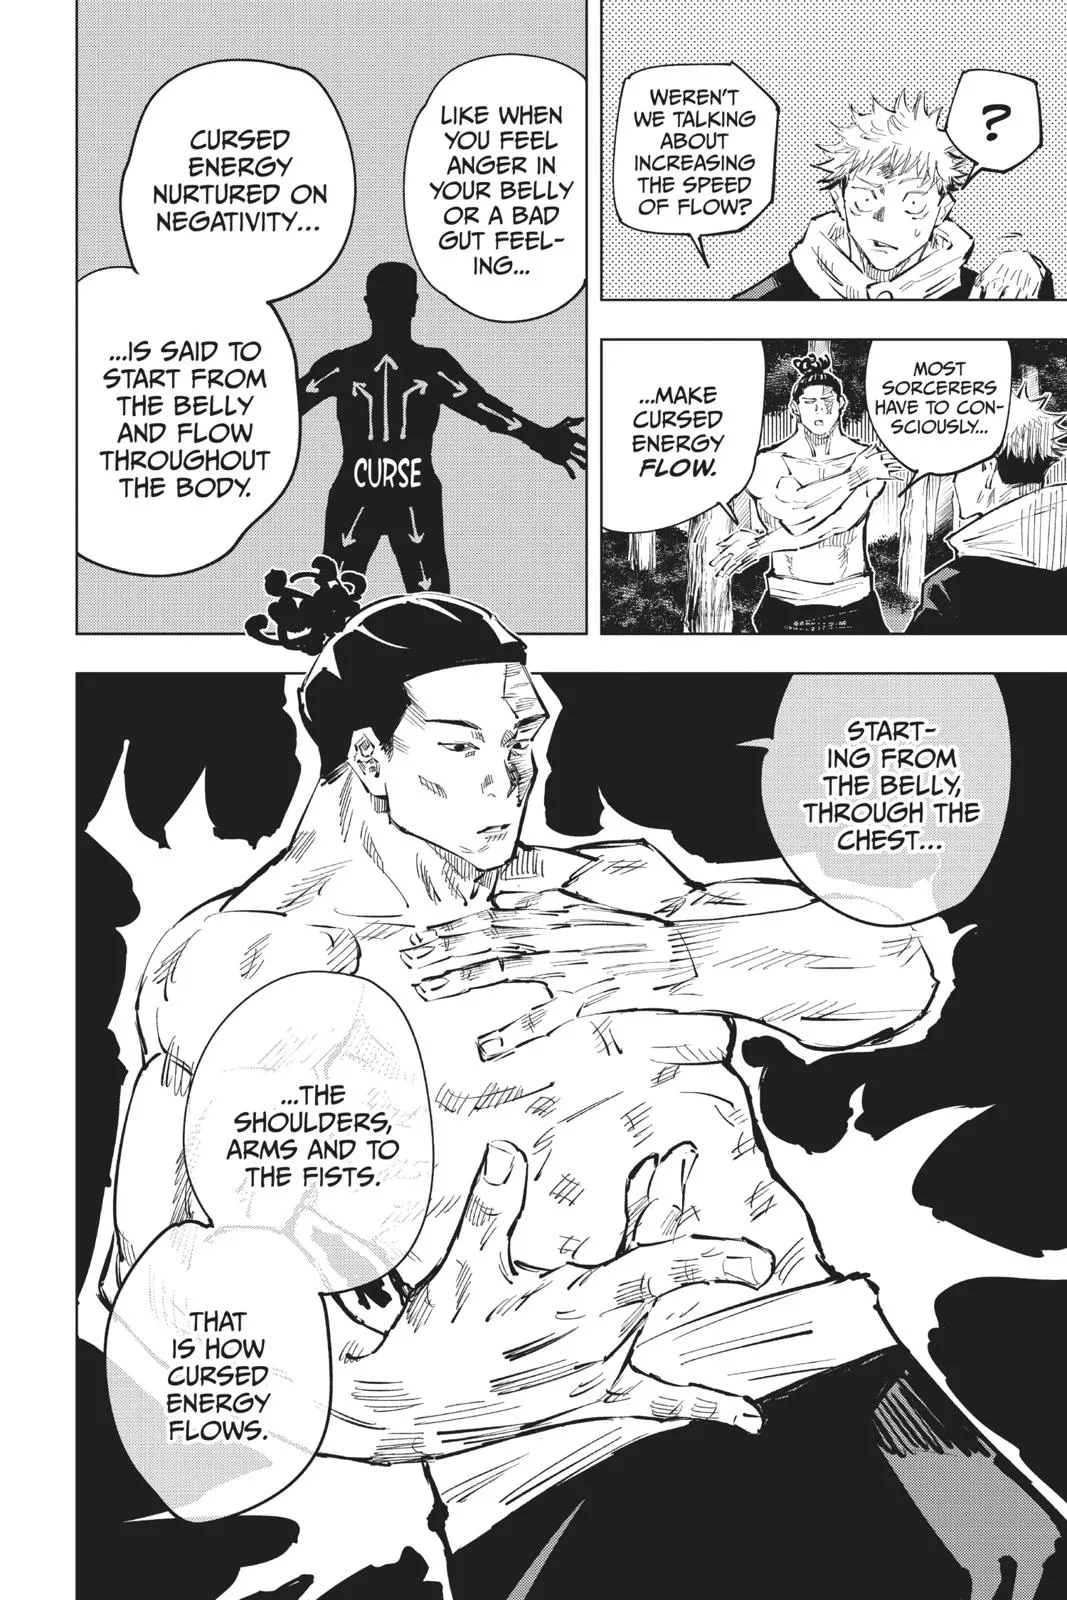 ?
WEREN'T
WE TALKING
ABOUT
INCREASING
THE SPEED
OF FLOW?
MOST
SORCERERS
HAVE TO CON-
SCIOUSLY...
...MAKE
CURSED
ENERGY
FLOW.
LIKE WHEN
YOU FEEL
ANGER IN
YOUR BELLY
OR A BAD
GUT FEEL-
ING...
CURSED
ENERGY
NURTURED ON
NEGATIVITY...
...IS SAID TO
START FROM
THE BELLY
AND FLOW
THROUGHOUT
THE BODY.
CURSE
START-
ING FROM
THE BELLY,
THROUGH THE
CHEST...
...THE
SHOULDERS,
ARMS AND TO
THE FISTS.
THAT
IS HOW
CURSED
ENERGY
FLOWS.